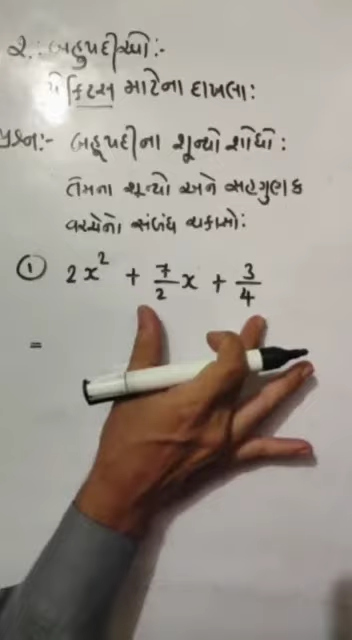 ૨.: બહુપદીઓ:-
પ્રેક્ટિસ માટેના દાખલા:
પ્રશ્ન:- બહુપદીના શૂન્યો શોધો:
તેમના શૂન્યો અને સહગુણક
વચ્ચેનો સંબંધ ચકાસો:
① 2x² + 7/2 x + 3/4
=